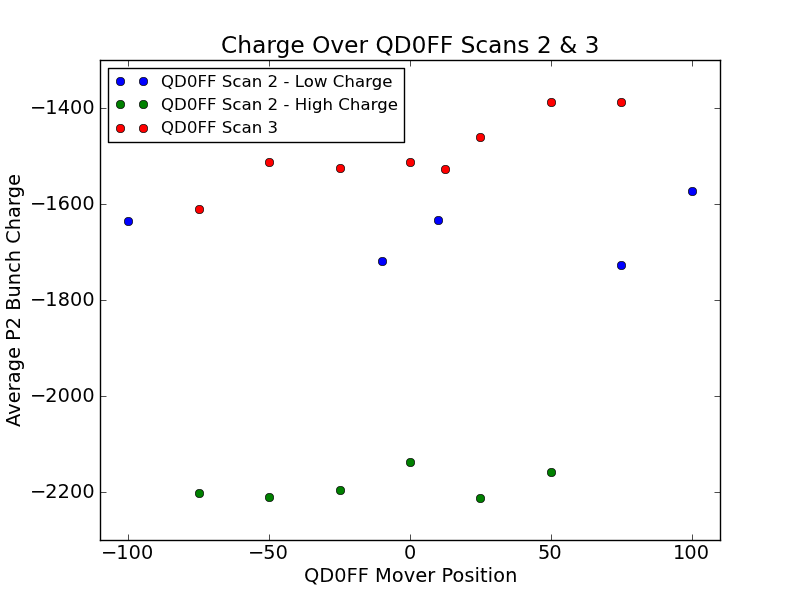 Charge Over QD0FF Scans 2 & 3
QD0FF Scan 2 - Low Charge
QD0FF Scan 2 - High Charge
QD0FF Scan 3
Average P2 Bunch Charge
−1400
−1600
−1800
−2000
−2200
−100
−50
0
50
100
QD0FF Mover Position